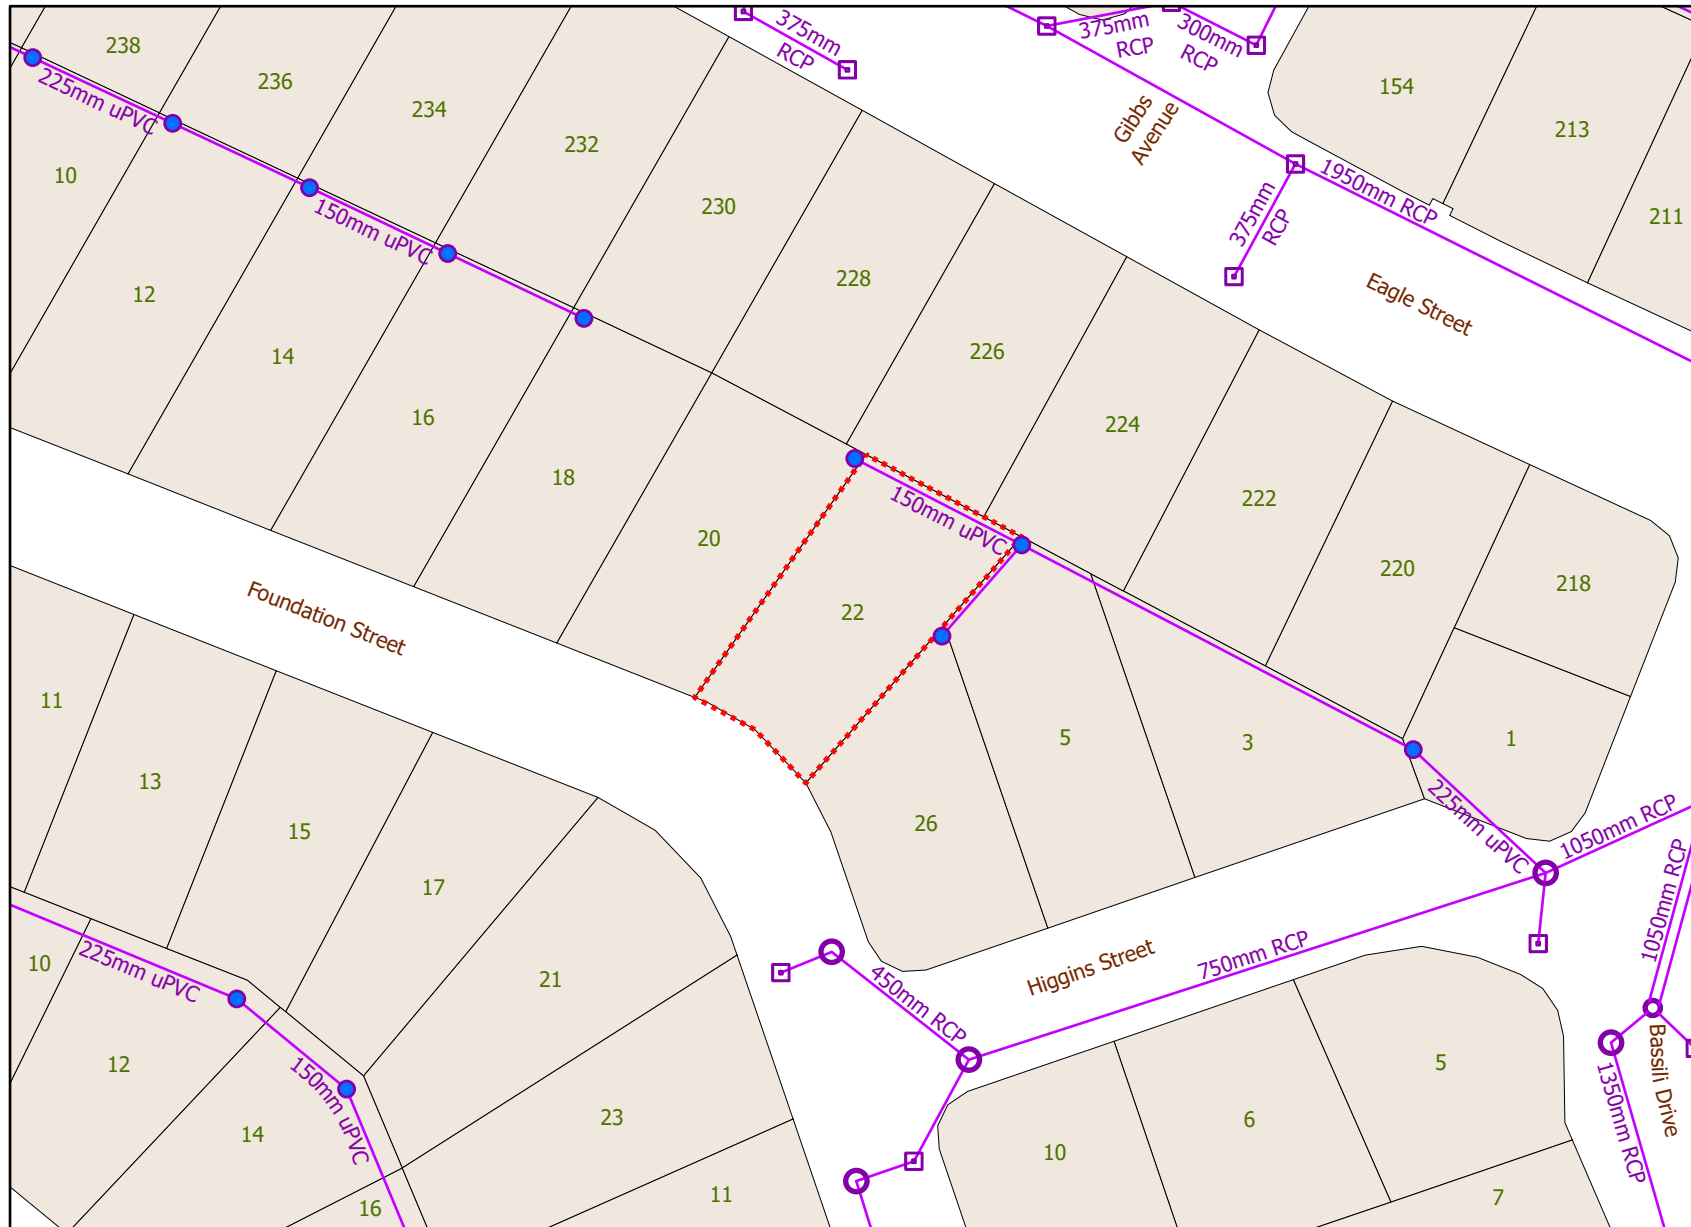 238
236
234
232
230
228
226
224
222
220
218
154
213
211
375mm
RCP
375mm
RCP
300mm
RCP
Gibbs
Avenue
1950mm RCP
375mm
RCP
Eagle Street
225mm uPVC
150mm uPVC
10
12
14
16
18
20
22
150mm uPVC
Foundation Street
11
13
15
17
21
23
11
26
5
3
1
225mm uPVC
1050mm RCP
1050mm RCP
750mm RCP
Higgins Street
450mm RCP
10
225mm uPVC
12
150mm uPVC
14
16
10
6
5
7
1350mm RCP
Bassili Drive